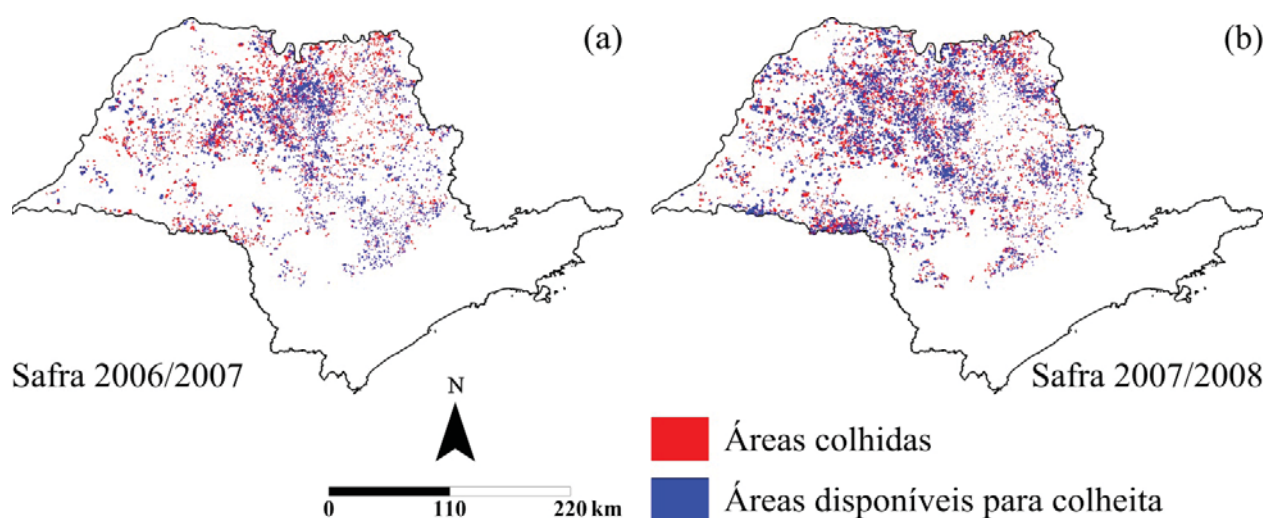 (a)
(b)
Safra 2006/2007
Safra 2007/2008
N
0 110 220 km
Áreas colhidas
Áreas disponíveis para colheita